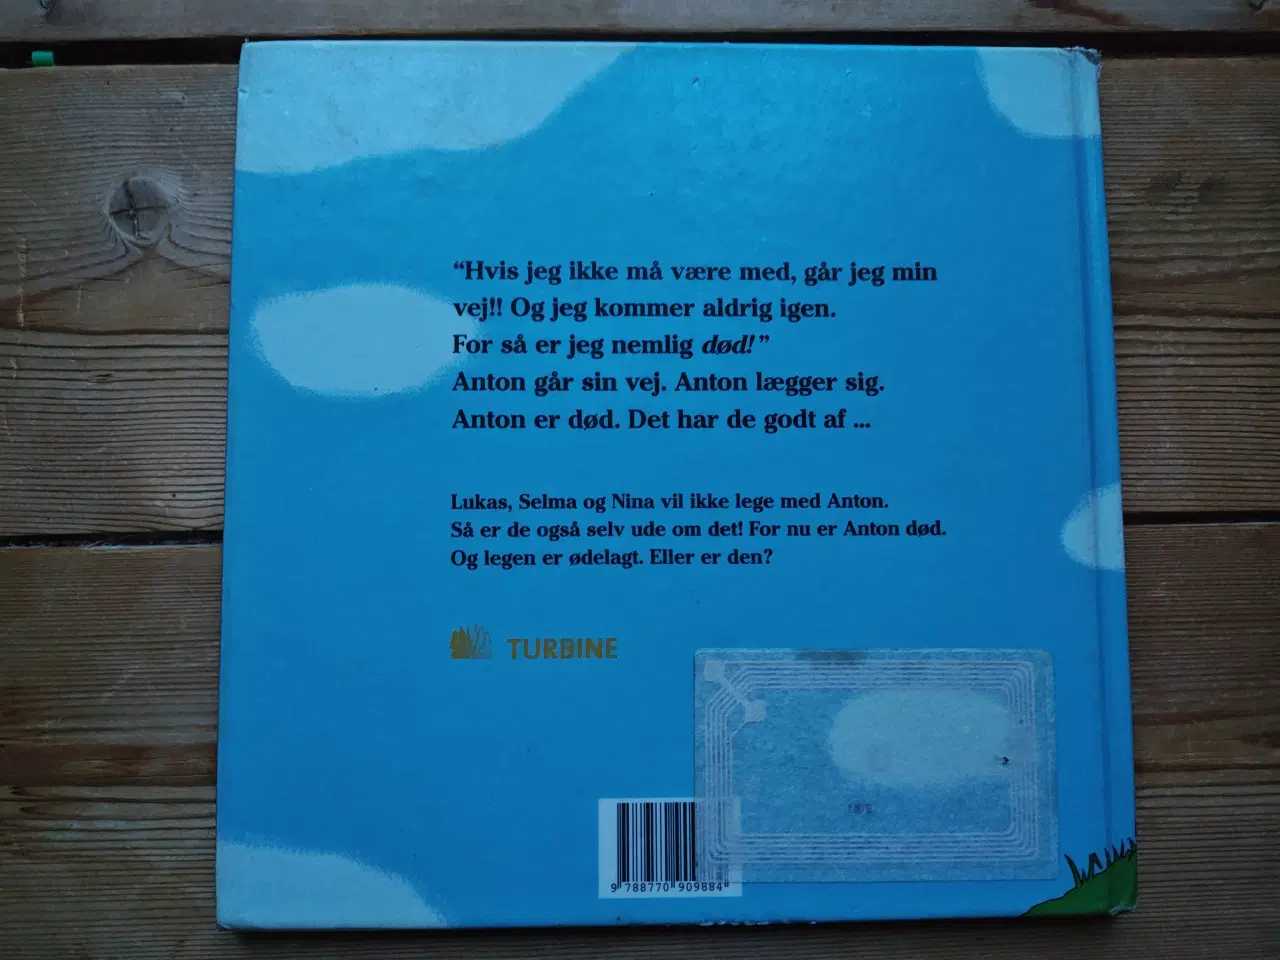 “Hvis jeg ikke må være med, går jeg min
vej!! Og jeg kommer aldrig igen.
For så er jeg nemlig død!”
Anton går sin vej. Anton lægger sig.
Anton er død. Det har de godt af ...
Lukas, Selma og Nina vil ikke lege med Anton.
Så er de også selv ude om det! For nu er Anton død.
Og legen er ødelagt. Eller er den?
TURBINE
9 788770 909884